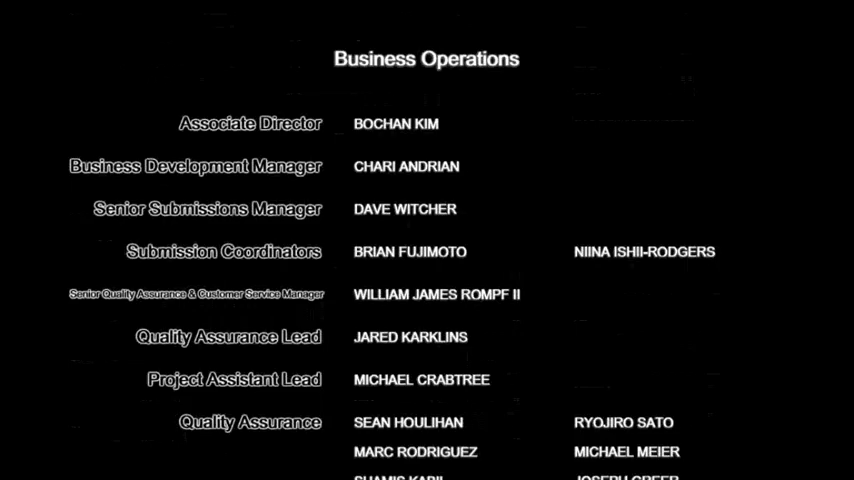 Business Operations
Associate Director BOCHAN KIM
Business Development Manager CHARI ANDRIAN
Senior Submissions Manager DAVE WITCHER
Submission Coordinators BRIAN FUJIMOTO NIINA ISHII-RODGERS
Senior Quality Assurance & Customer Service Manager WILLIAM JAMES ROMPF II
Quality Assurance Lead JARED KARKLINS
Project Assistant Lead MICHAEL CRABTREE
Quality Assurance SEAN HOULIHAN RYOJIRO SATO
MARC RODRIGUEZ MICHAEL MEIER
JOSEPH GREER